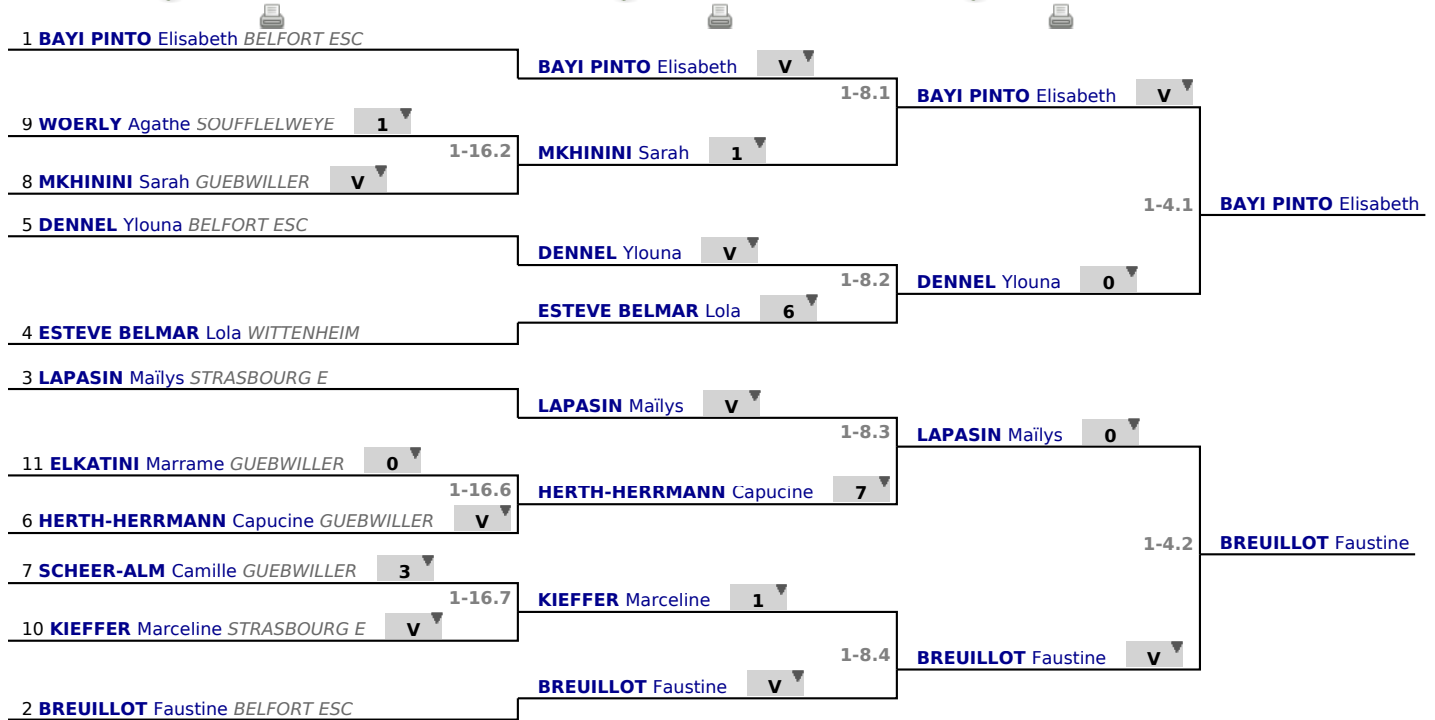 1 BAYI PINTO Elisabeth BELFORT ESC
9 WOERLY Agathe SOUFFLELWEYE 1
1-16.2
8 MKHININI Sarah GUEBWILLER V
5 DENNEL Ylouna BELFORT ESC
4 ESTEVE BELMAR Lola WITTENHEIM
3 LAPASIN Maïlys STRASBOURG E
11 ELKATINI Marrame GUEBWILLER 0
1-16.6
6 HERTH-HERRMANN Capucine GUEBWILLER V
7 SCHEER-ALM Camille GUEBWILLER 3
1-16.7
10 KIEFFER Marceline STRASBOURG E V
2 BREUILLOT Faustine BELFORT ESC
BAYI PINTO Elisabeth V
1-8.1
MKHININI Sarah 1
DENNEL Ylouna V
1-8.2
ESTEVE BELMAR Lola 6
LAPASIN Maïlys V
1-8.3
HERTH-HERRMANN Capucine 7
KIEFFER Marceline 1
1-8.4
BREUILLOT Faustine V
BAYI PINTO Elisabeth V
1-4.1
DENNEL Ylouna 0
LAPASIN Maïlys 0
1-4.2
BREUILLOT Faustine V
BAYI PINTO Elisabeth
BREUILLOT Faustine